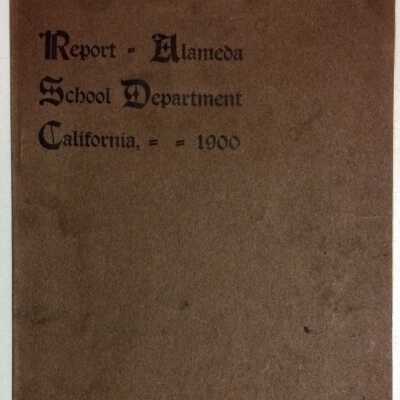 Report = Alameda
School Department
California, = = 1900